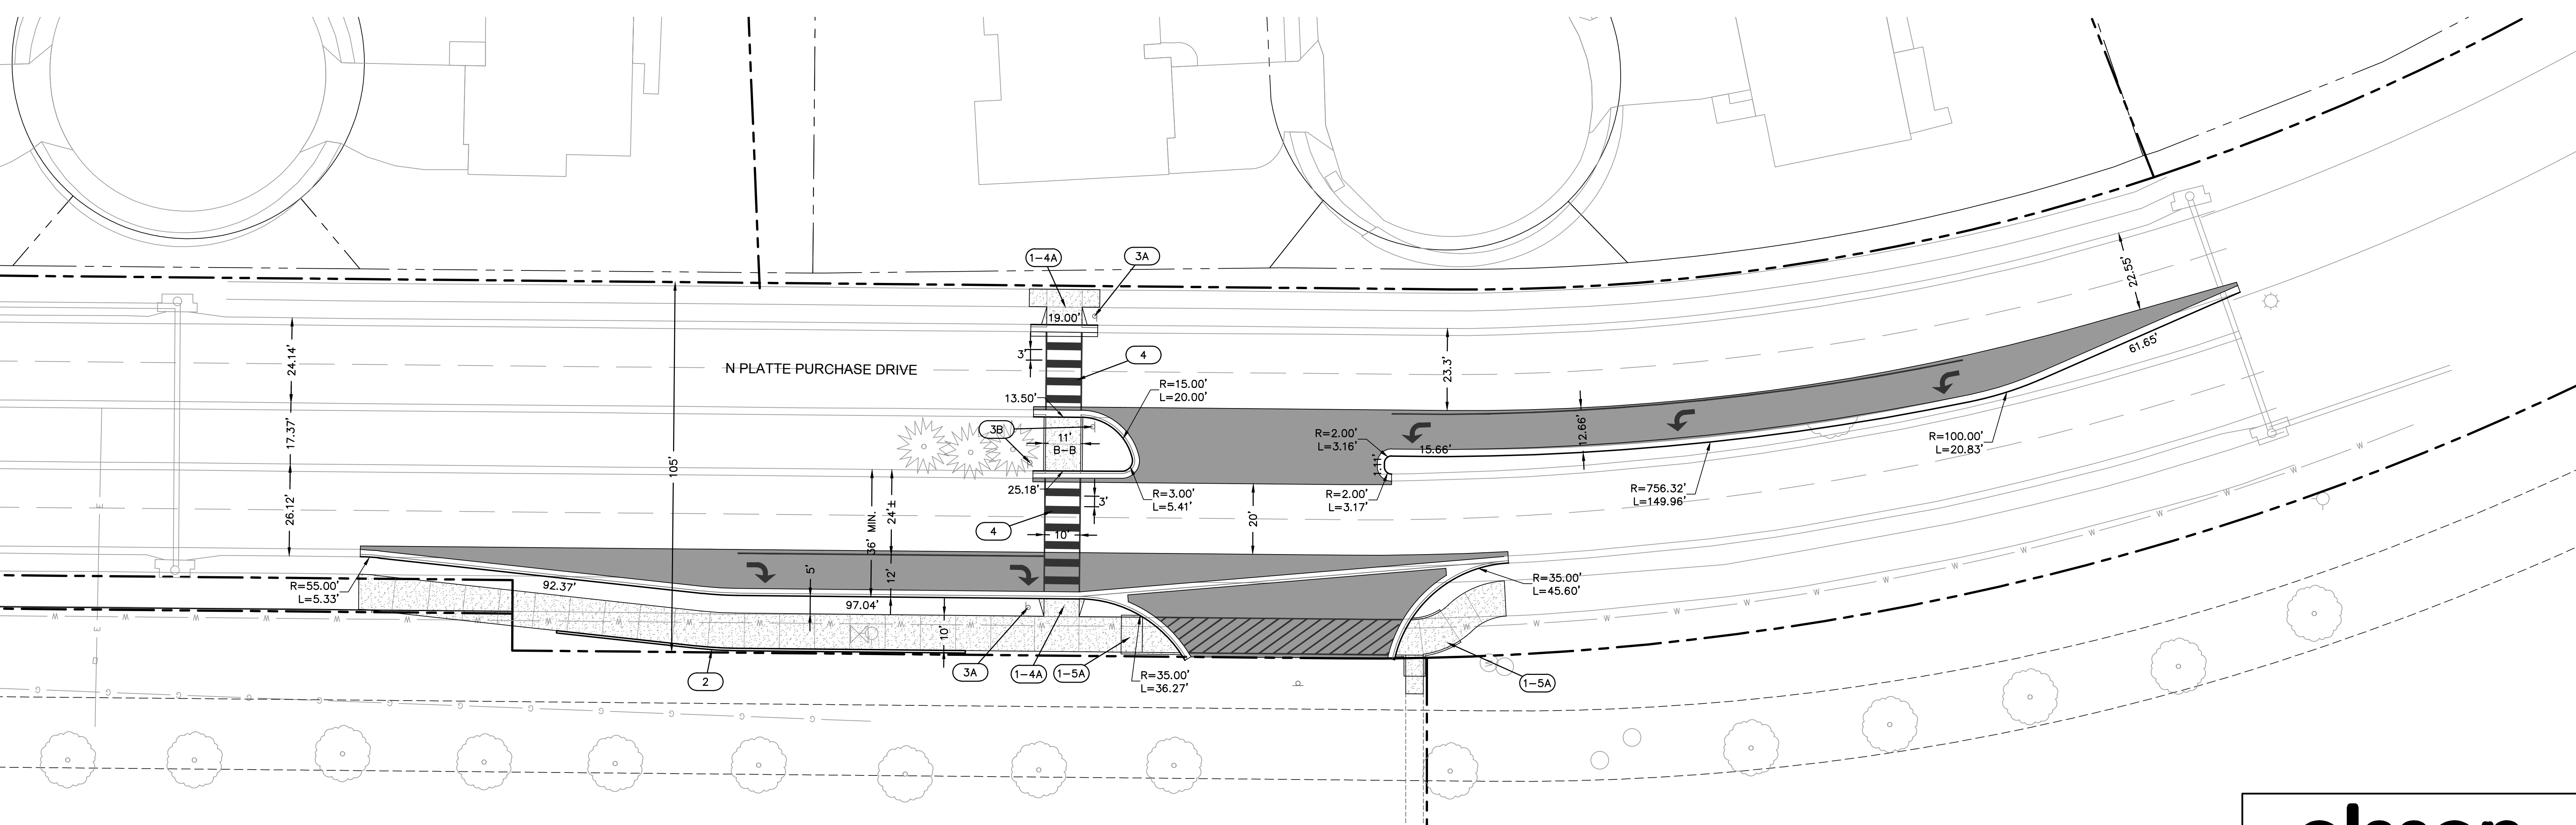 1-4A
3A
22.55'
19.00'
24.14'
3'
4
23.3'
61.65'
N PLATTE PURCHASE DRIVE
R=15.00'
L=20.00'
13.50'
17.37'
3B
11'
B-B
105'
R=2.00'
L=3.16'
15.66'
12.66'
R=100.00'
L=20.83'
1.11'
25.18'
R=3.00'
L=5.41'
R=2.00'
L=3.17'
R=756.32'
L=149.96'
26.12'
36' MIN.
24'±
3'
4
10'
20'
E
R=55.00'
L=5.33'
92.37'
5'
12'
97.04'
R=35.00'
L=45.60'
W W W W W W W W W W W W W W W W
10'
E
D
2
3A
1-4A
1-5A
R=35.00'
L=36.27'
1-5A
G G G G G G G G G G G G